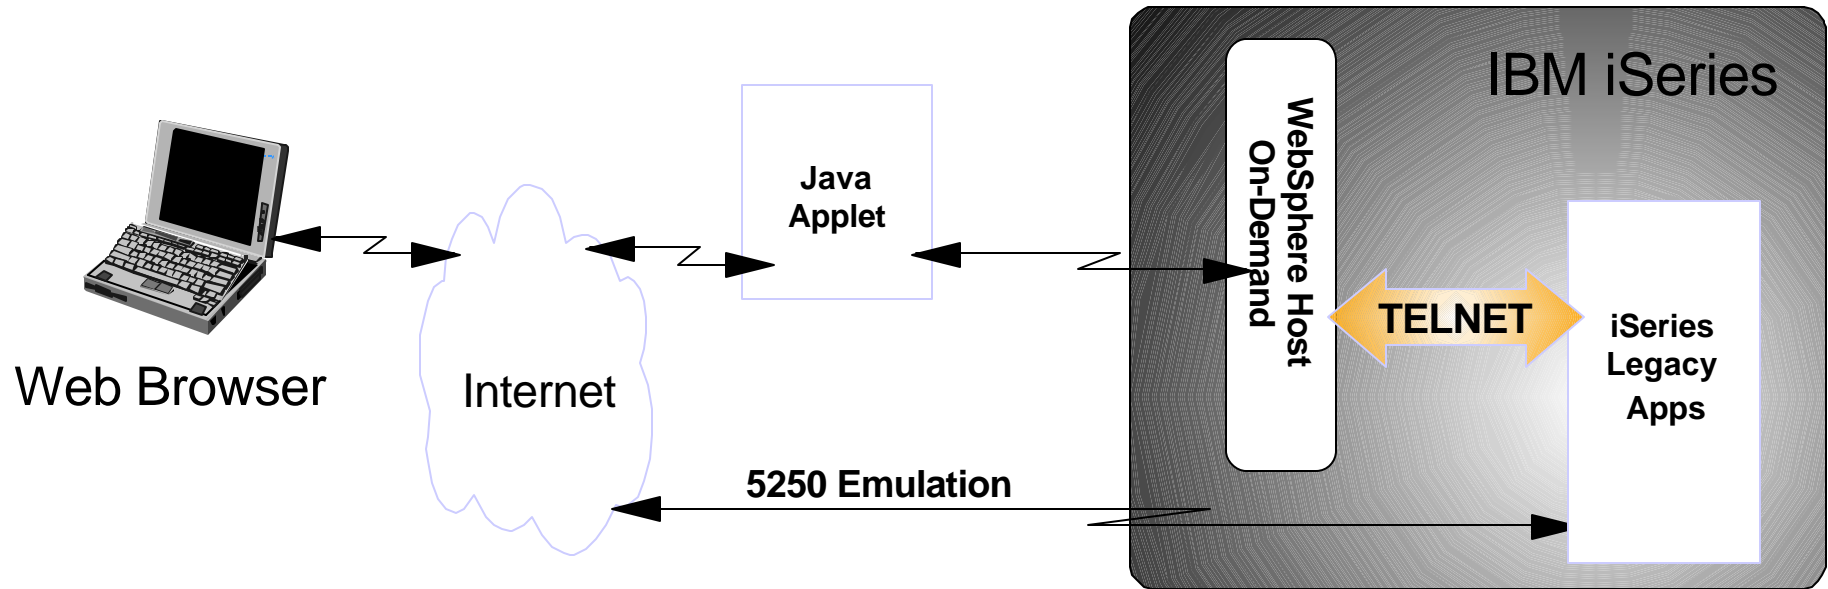 IBM iSeries
Java
Applet
WebSphere Host
On-Demand
TELNET
iSeries
Legacy
Apps
Web Browser
Internet
5250 Emulation